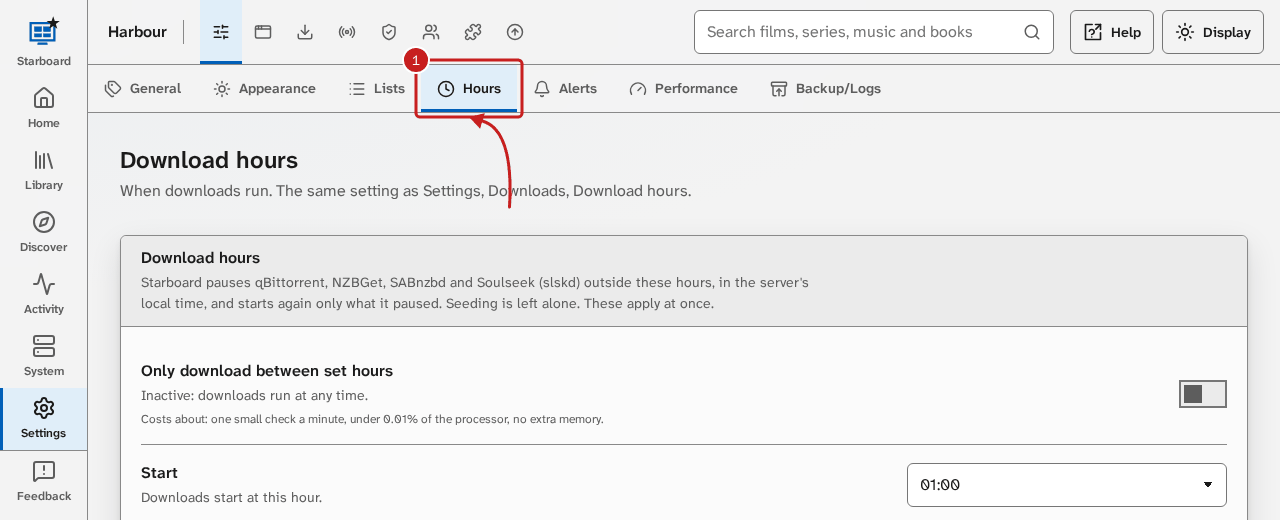 Starboard
Home
Library
Discover
Activity
System
Settings
Feedback
Harbour
Search films, series, music and books
Help
Display
1
General
Appearance
Lists
Hours
Alerts
Performance
Backup/Logs
Download hours
When downloads run. The same setting as Settings, Downloads, Download hours.
Download hours
Starboard pauses qBittorrent, NZBGet, SABnzbd and Soulseek (slskd) outside these hours, in the server's
local time, and starts again only what it paused. Seeding is left alone. These apply at once.
Only download between set hours
Inactive: downloads run at any time.
Costs about: one small check a minute, under 0.01% of the processor, no extra memory.
Start
Downloads start at this hour.
01:00